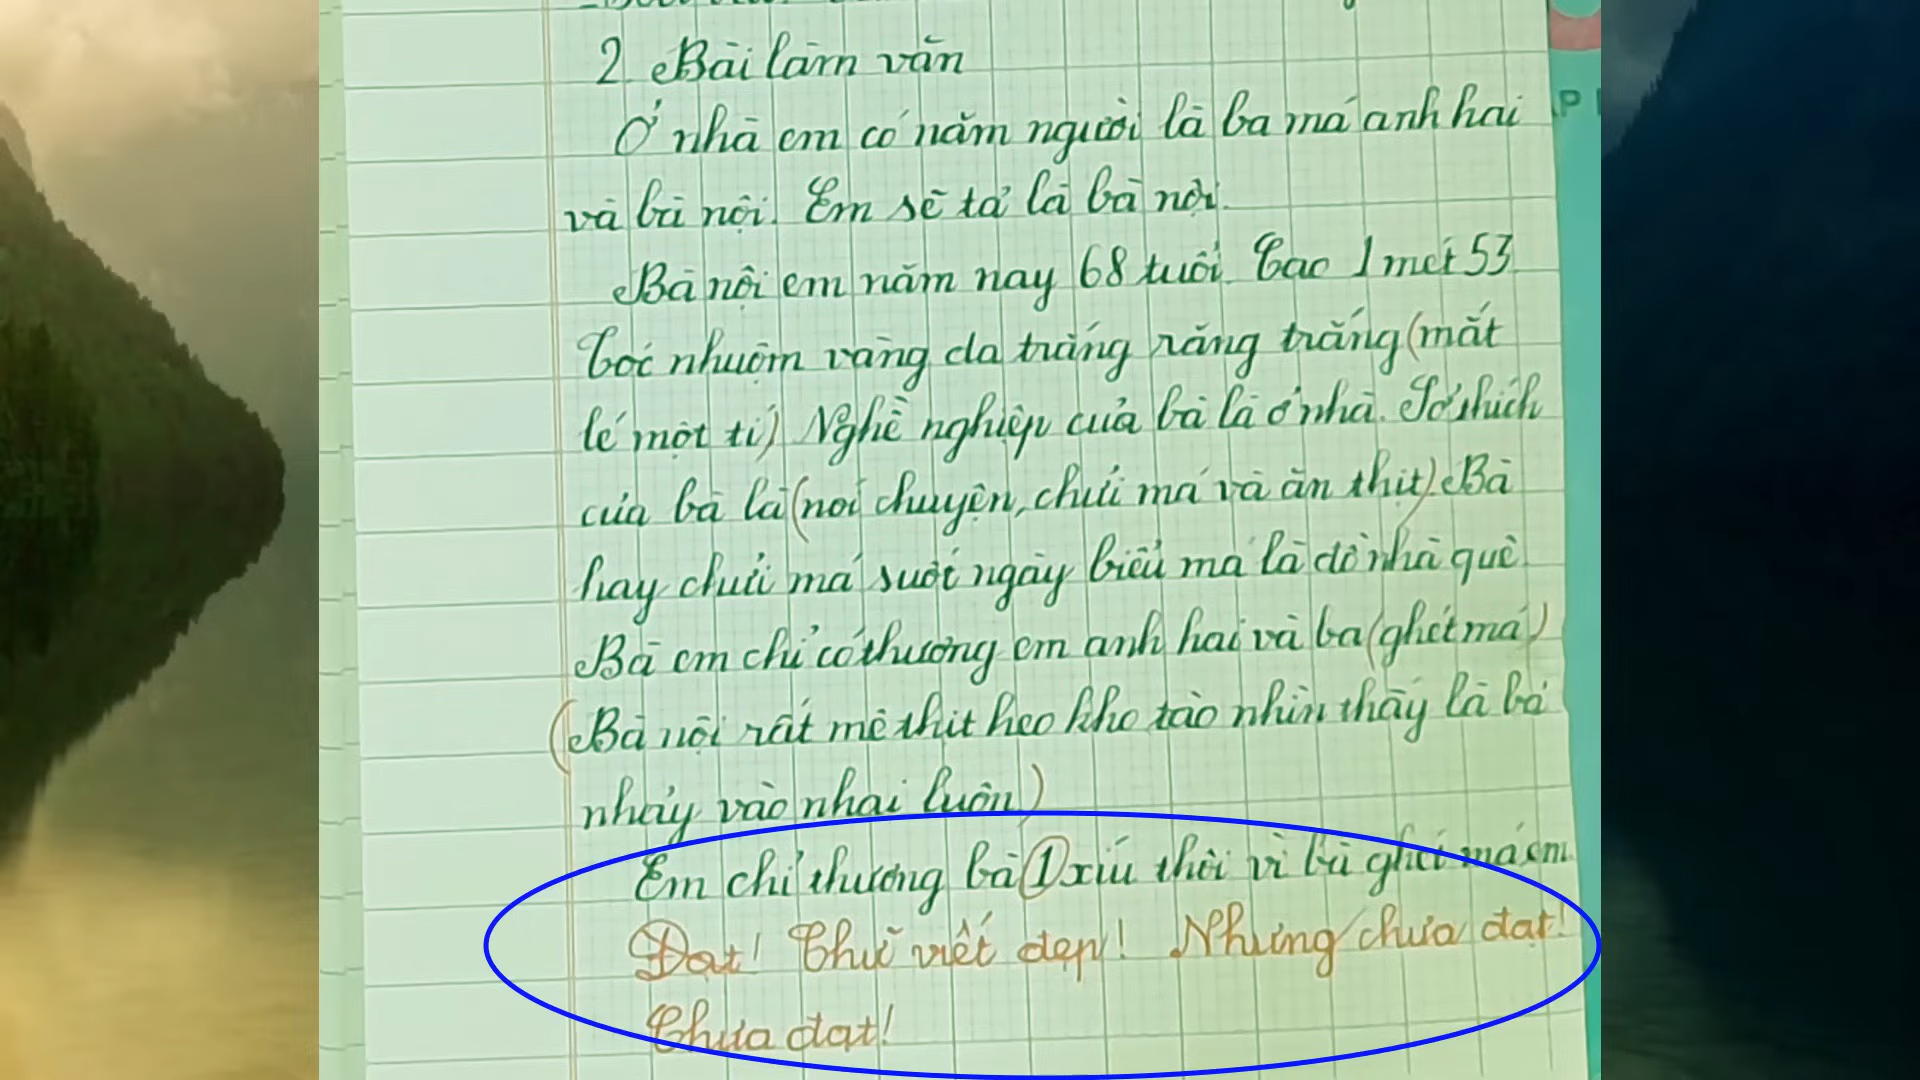 2. Bài làm văn
Ở nhà em có năm người là ba má anh hai
và bà nội. Em sẽ tả là bà nội.
Bà nội em năm nay 68 tuổi. Cao 1 mét 53
Tóc nhuộm vàng da trắng răng trắng (mắt
lé một tí) Nghề nghiệp của bà là ở nhà. Sở thích
của bà là (nói chuyện, chửi má và ăn thịt). Bà
hay chửi má suốt ngày biểu má là đồ nhà quê.
Bà em chỉ có thương em anh hai và ba (ghét má)
(Bà nội rất mê thịt heo kho tào nhìn thấy là bà
nhảy vào nhai luôn)
Em chỉ thương bà 1 xíu thôi vì bà ghét má em.
Đạt! Chữ viết đẹp! Nhưng chưa đạt!
Chưa đạt!